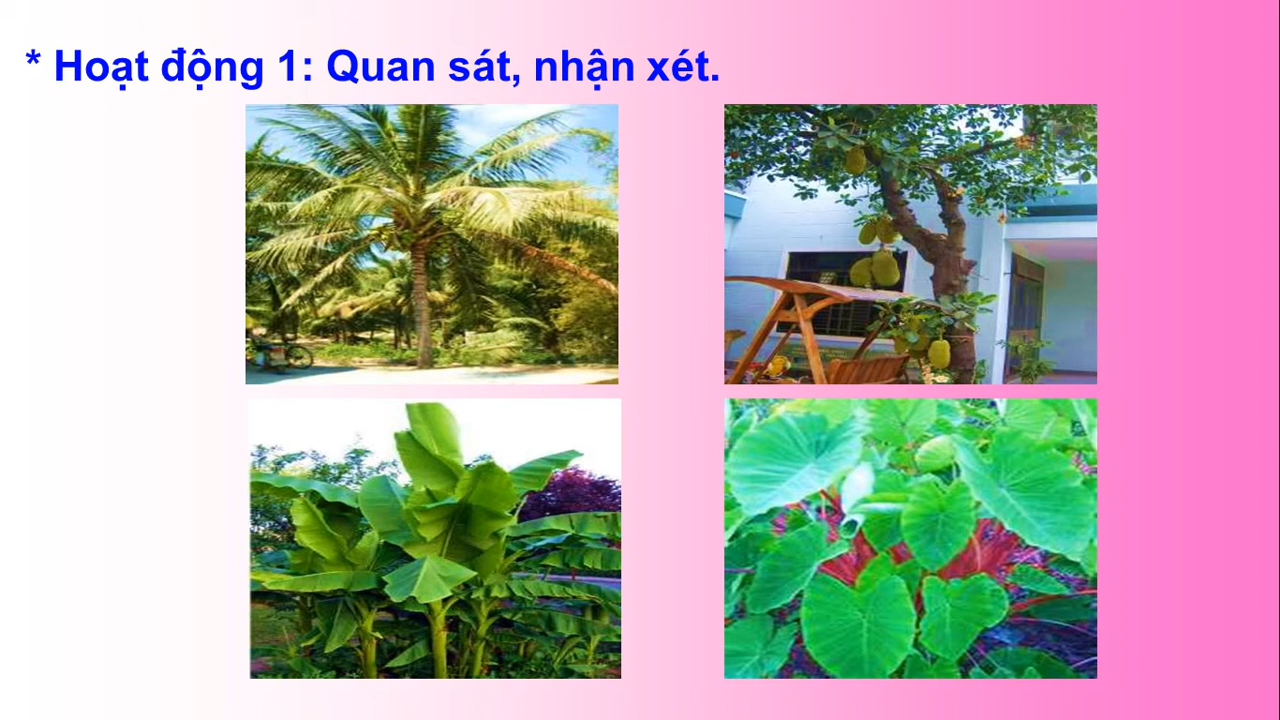 * Hoạt động 1: Quan sát, nhận xét.